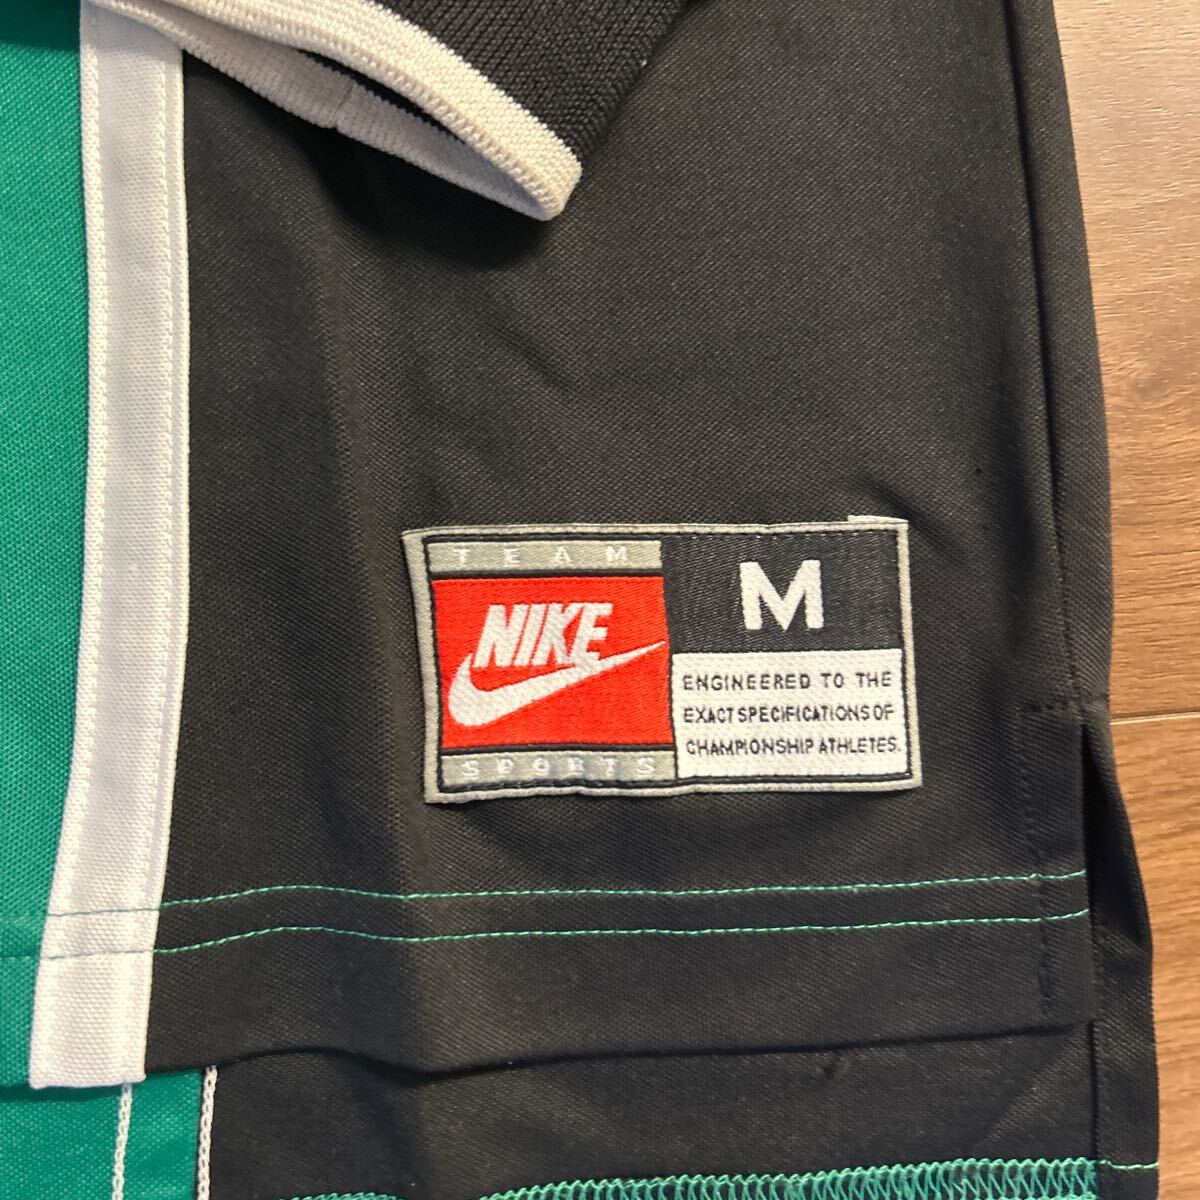 TEAM
NIKE
SPORTS
M
ENGINEERED TO THE
EXACT SPECIFICATIONS OF
CHAMPIONSHIP ATHLETES.